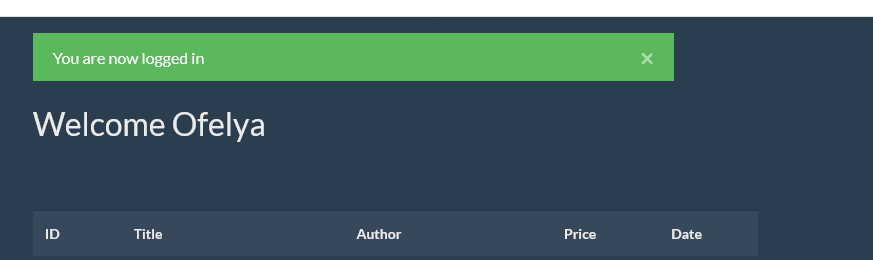 You are now logged in ×
Welcome Ofelya
ID Title Author Price Date